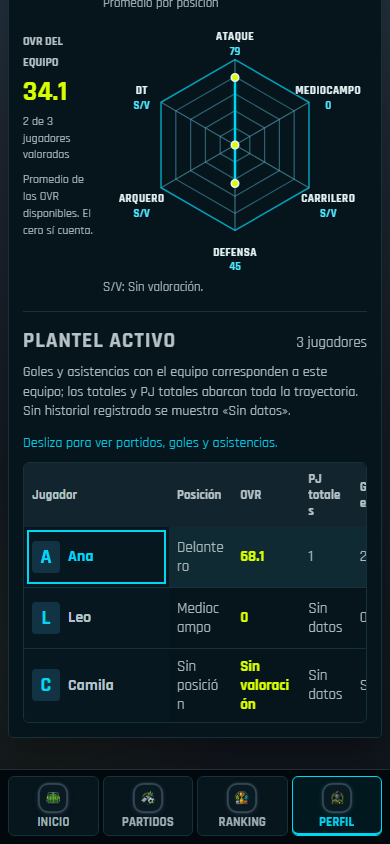 Promedio por posición
OVR DEL
EQUIPO
34.1
2 de 3
jugadores
valorados
Promedio de
los OVR
disponibles. El
cero sí cuenta.
ATAQUE
79
DT
S/V
MEDIOCAMPO
0
ARQUERO
S/V
CARRILERO
S/V
DEFENSA
45
S/V: Sin valoración.
PLANTEL ACTIVO
3 jugadores
Goles y asistencias con el equipo corresponden a este
equipo; los totales y PJ totales abarcan toda la trayectoria.
Sin historial registrado se muestra «Sin datos».
Desliza para ver partidos, goles y asistencias.
Jugador
Posición
OVR
PJ
totale
s
G
e
A
Ana
Delante
ro
68.1
1
2
L
Leo
Medioc
ampo
0
Sin
datos
0
C
Camila
Sin
posició
n
Sin
valoraci
ón
Sin
datos
S
INICIO
PARTIDOS
RANKING
PERFIL